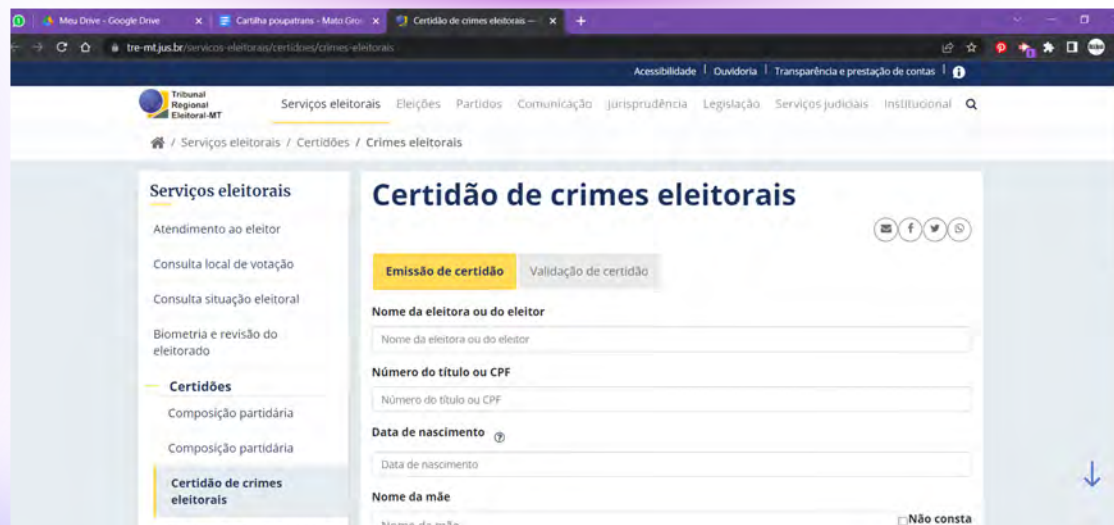 Meu Drive - Google Drive
Cartilha poupatrans - Mato Gro
Certidão de crimes eleitorais —
tre-mt.jus.br/servicos-eleitorais/certidoes/crimes-eleitorais
Acessibilidade | Ouvidoria | Transparência e prestação de contas |
Tribunal
Regional
Eleitoral-MT
Serviços eleitorais Eleições Partidos Comunicação Jurisprudência Legislação Serviços judiciais Institucional
/ Serviços eleitorais / Certidões / Crimes eleitorais
Serviços eleitorais
Atendimento ao eleitor
Consulta local de votação
Consulta situação eleitoral
Biometria e revisão do
eleitorado
Certidões
Composição partidária
Composição partidária
Certidão de crimes
eleitorais
Certidão de crimes eleitorais
Emissão de certidão Validação de certidão
Nome da eleitora ou do eleitor
Nome da eleitora ou do eleitor
Número do título ou CPF
Número do título ou CPF
Data de nascimento
Data de nascimento
Nome da mãe
Nome da mãe
Não consta